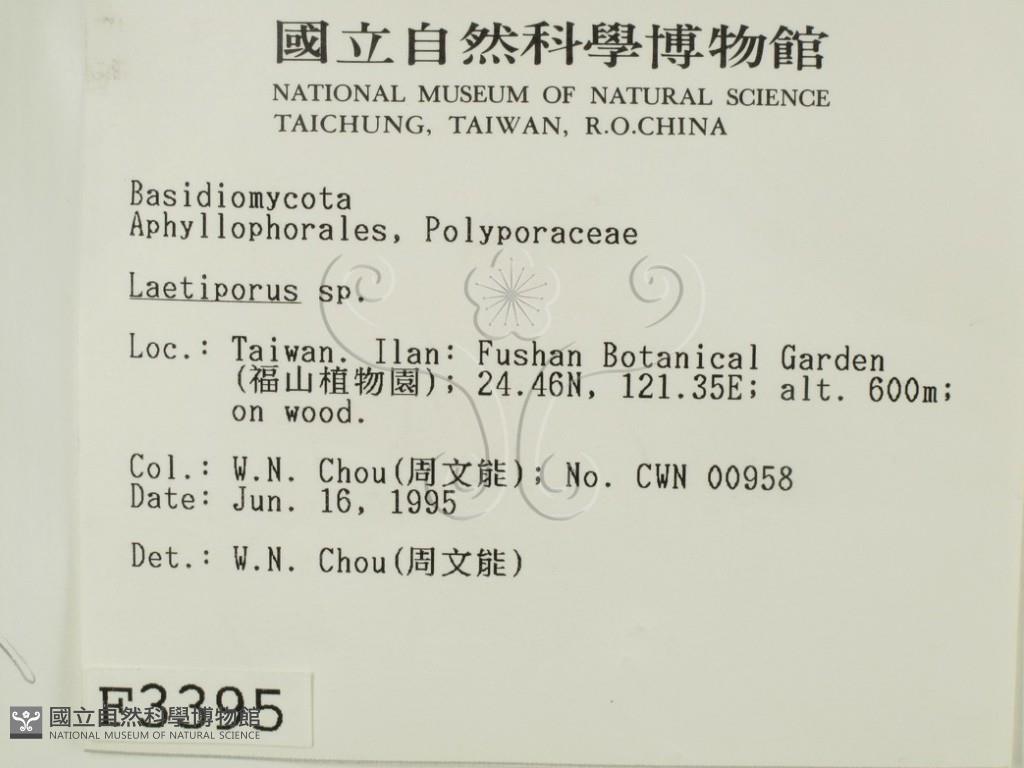 國立自然科學博物館
NATIONAL MUSEUM OF NATURAL SCIENCE
TAICHUNG, TAIWAN, R.O.CHINA
Basidiomycota
Aphyllophorales, Polyporaceae
Laetiporus sp.
Loc.: Taiwan. Ilan: Fushan Botanical Garden
(福山植物園); 24.46N, 121.35E; alt. 600m;
on wood.
Col.: W.N. Chou(周文能); No. CWN 00958
Date: Jun. 16, 1995
Det.: W.N. Chou(周文能)
F3395
國立自然科學博物館
NATIONAL MUSEUM OF NATURAL SCIENCE